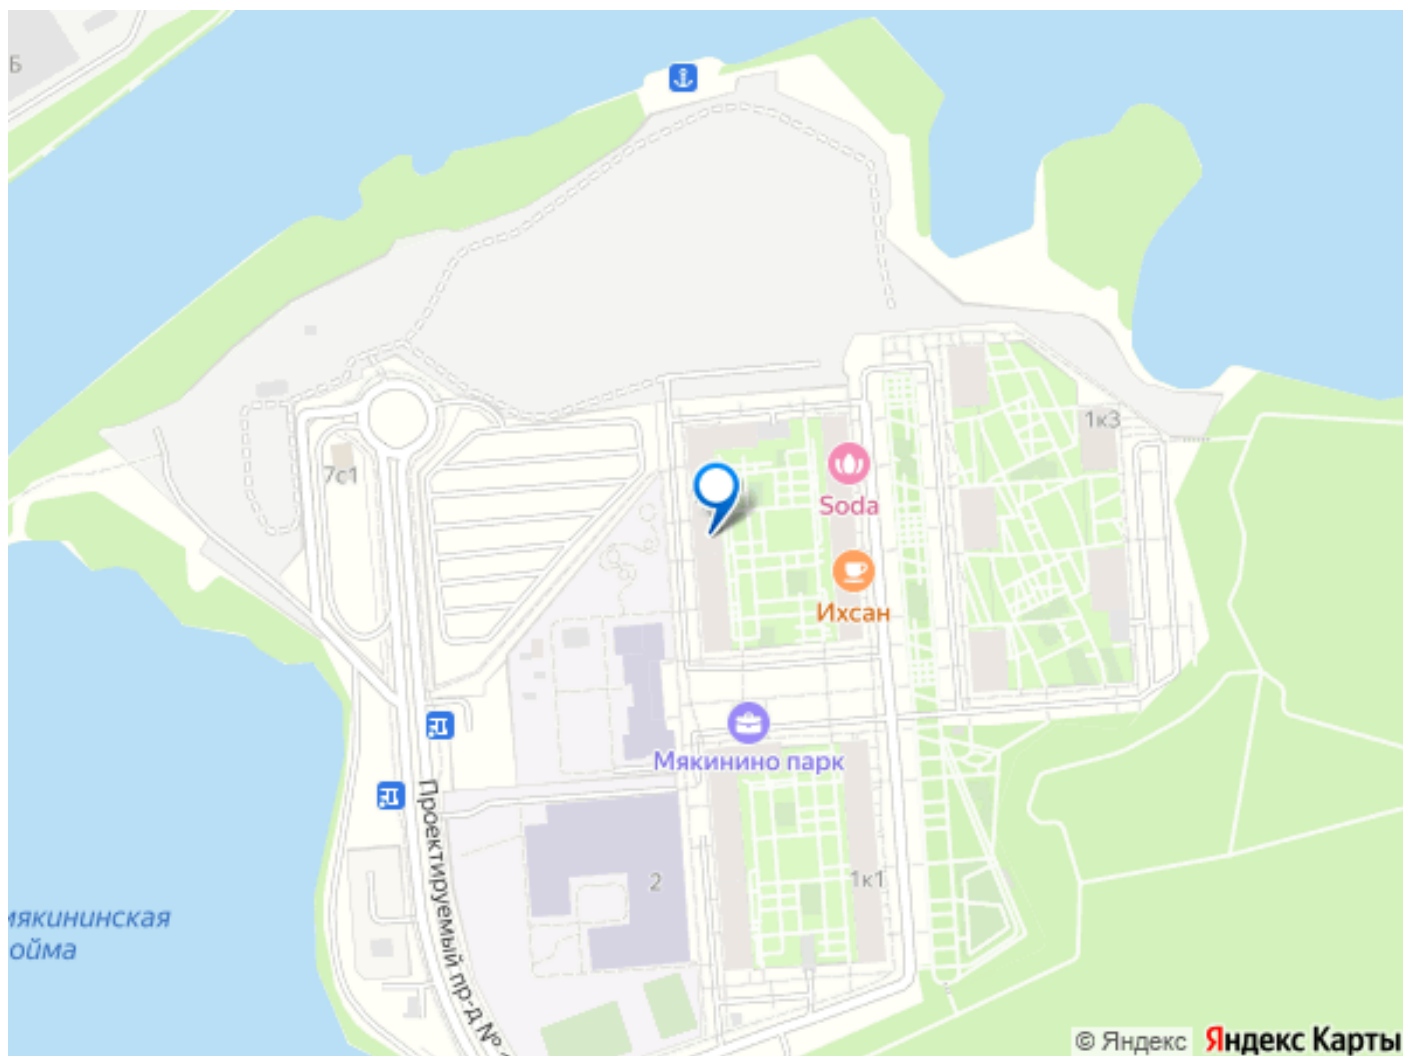 Б
7с1
1к3
Soda
Ихсан
Мякинино парк
2
1к1
Проектируемый пр-д №
мякининская
ойма
© Яндекс Яндекс Карты